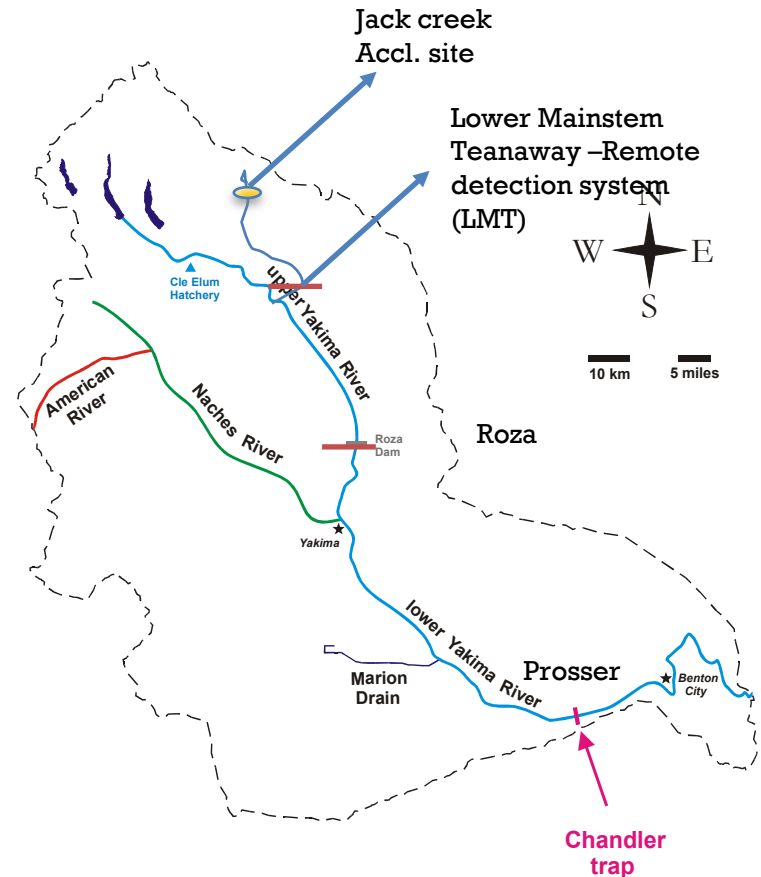 Jack creek
Accl. site
Lower Mainstem
Teanaway –Remote
detection system
(LMT)
N
W
E
S
Cle Elum
Hatchery
upper Yakima River
10 km
5 miles
American
River
Naches River
Roza
Dam
Roza
Yakima
lower Yakima River
Marion
Drain
Prosser
Benton
City
Chandler
trap